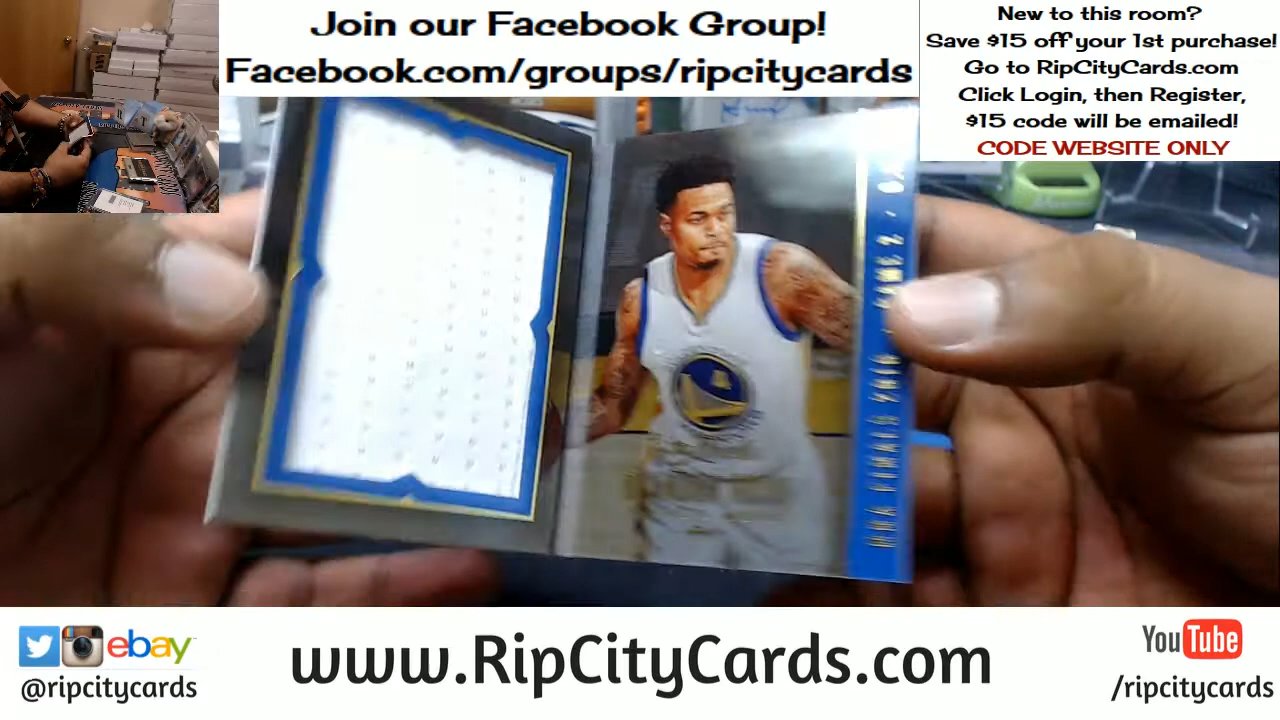 Join our Facebook Group!
Facebook.com/groups/ripcitycards
New to this room?
Save $15 off your 1st purchase!
Go to RipCityCards.com
Click Login, then Register,
$15 code will be emailed!
CODE WEBSITE ONLY
ebay
@ripcitycards
www.RipCityCards.com
YouTube
/ripcitycards